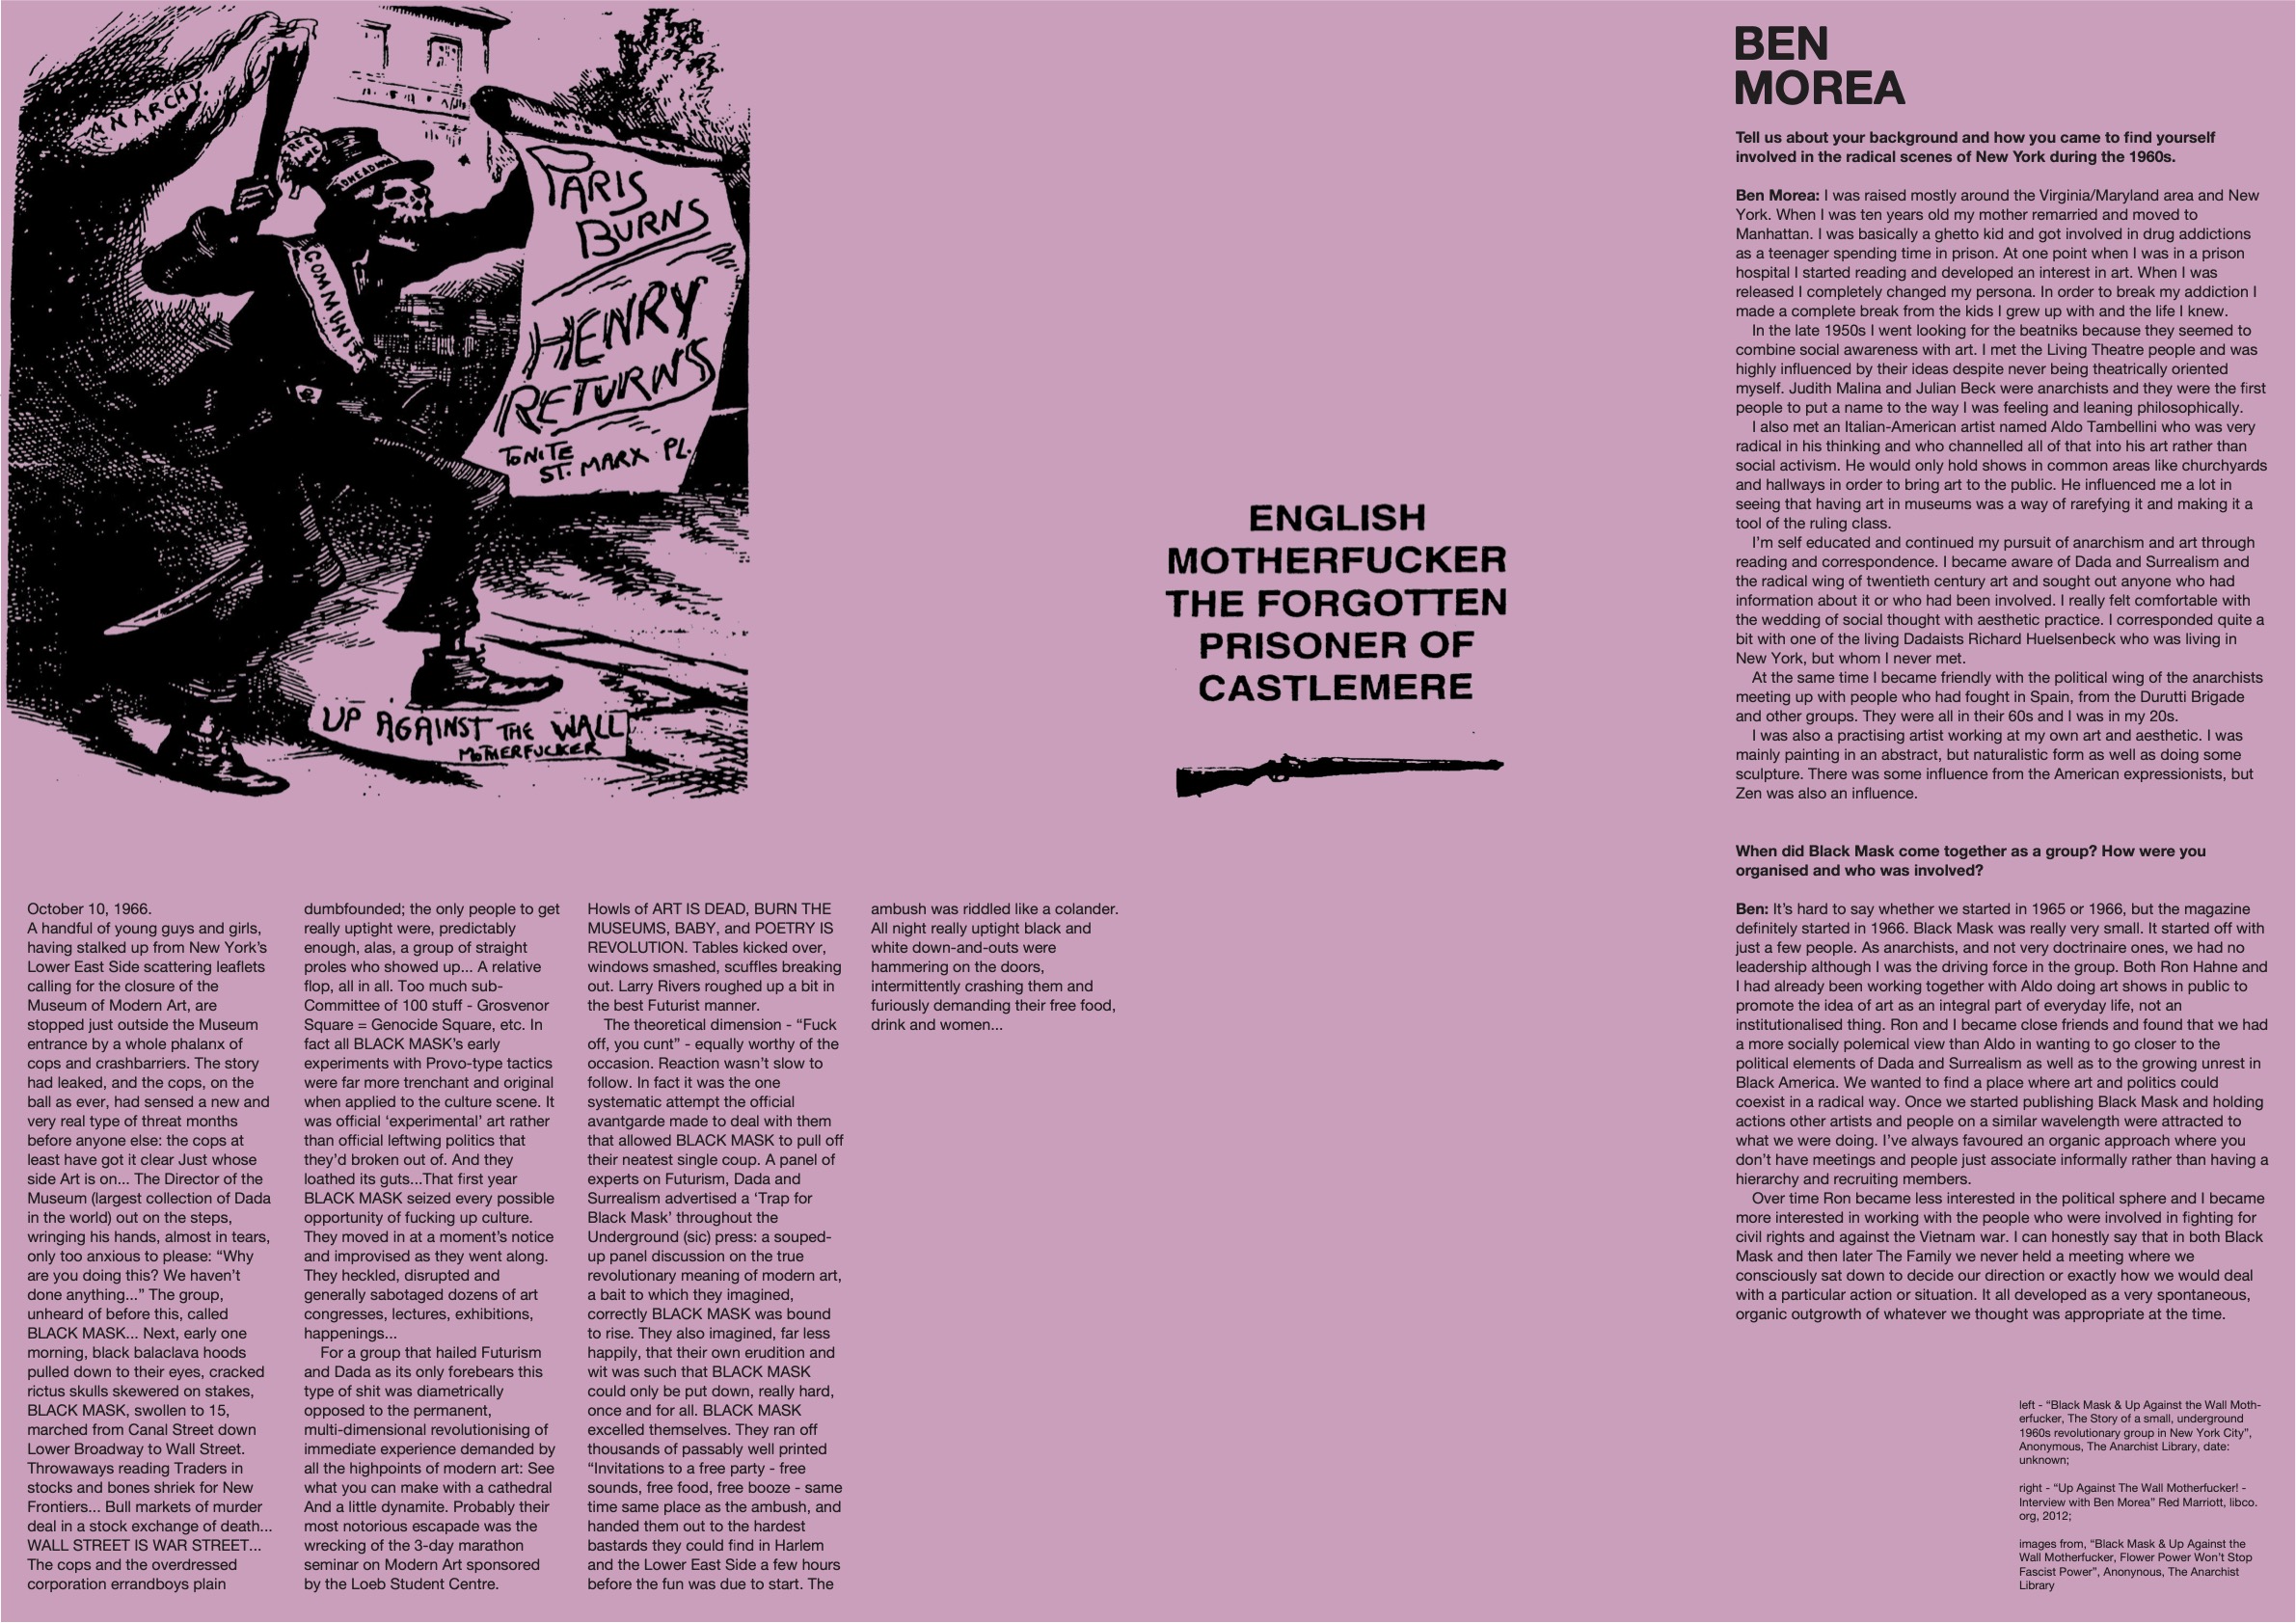 ANARCHY.
FREE
ME
DHEAD
COMMUNIST
PARIS
BURNS
HENRY
RETURNS
TONITE
ST. MARX PL.
UP AGAINST THE WALL
MOTHERFUCKER
ENGLISH
MOTHERFUCKER
THE FORGOTTEN
PRISONER OF
CASTLEMERE
October 10, 1966.
A handful of young guys and girls,
having stalked up from New York’s
Lower East Side scattering leaflets
calling for the closure of the
Museum of Modern Art, are
stopped just outside the Museum
entrance by a whole phalanx of
cops and crashbarriers. The story
had leaked, and the cops, on the
ball as ever, had sensed a new and
very real type of threat months
before anyone else: the cops at
least have got it clear Just whose
side Art is on... The Director of the
Museum (largest collection of Dada
in the world) out on the steps,
wringing his hands, almost in tears,
only too anxious to please: “Why
are you doing this? We haven’t
done anything...” The group,
unheard of before this, called
BLACK MASK... Next, early one
morning, black balaclava hoods
pulled down to their eyes, cracked
rictus skulls skewered on stakes,
BLACK MASK, swollen to 15,
marched from Canal Street down
Lower Broadway to Wall Street.
Throwaways reading Traders in
stocks and bones shriek for New
Frontiers... Bull markets of murder
deal in a stock exchange of death...
WALL STREET IS WAR STREET...
The cops and the overdressed
corporation errandboys plain
dumbfounded; the only people to get
really uptight were, predictably
enough, alas, a group of straight
proles who showed up... A relative
flop, all in all. Too much sub-
Committee of 100 stuff - Grosvenor
Square = Genocide Square, etc. In
fact all BLACK MASK’s early
experiments with Provo-type tactics
were far more trenchant and original
when applied to the culture scene. It
was official ‘experimental’ art rather
than official leftwing politics that
they’d broken out of. And they
loathed its guts...That first year
BLACK MASK seized every possible
opportunity of fucking up culture.
They moved in at a moment’s notice
and improvised as they went along.
They heckled, disrupted and
generally sabotaged dozens of art
congresses, lectures, exhibitions,
happenings...
For a group that hailed Futurism
and Dada as its only forebears this
type of shit was diametrically
opposed to the permanent,
multi-dimensional revolutionising of
immediate experience demanded by
all the highpoints of modern art: See
what you can make with a cathedral
And a little dynamite. Probably their
most notorious escapade was the
wrecking of the 3-day marathon
seminar on Modern Art sponsored
by the Loeb Student Centre.
Howls of ART IS DEAD, BURN THE
MUSEUMS, BABY, and POETRY IS
REVOLUTION. Tables kicked over,
windows smashed, scuffles breaking
out. Larry Rivers roughed up a bit in
the best Futurist manner.
The theoretical dimension - “Fuck
off, you cunt” - equally worthy of the
occasion. Reaction wasn’t slow to
follow. In fact it was the one
systematic attempt the official
avantgarde made to deal with them
that allowed BLACK MASK to pull off
their neatest single coup. A panel of
experts on Futurism, Dada and
Surrealism advertised a ‘Trap for
Black Mask’ throughout the
Underground (sic) press: a souped-
up panel discussion on the true
revolutionary meaning of modern art,
a bait to which they imagined,
correctly BLACK MASK was bound
to rise. They also imagined, far less
happily, that their own erudition and
wit was such that BLACK MASK
could only be put down, really hard,
once and for all. BLACK MASK
excelled themselves. They ran off
thousands of passably well printed
“Invitations to a free party - free
sounds, free food, free booze - same
time same place as the ambush, and
handed them out to the hardest
bastards they could find in Harlem
and the Lower East Side a few hours
before the fun was due to start. The
ambush was riddled like a colander.
All night really uptight black and
white down-and-outs were
hammering on the doors,
intermittently crashing them and
furiously demanding their free food,
drink and women...
BEN
MOREA
Tell us about your background and how you came to find yourself
involved in the radical scenes of New York during the 1960s.
Ben Morea: I was raised mostly around the Virginia/Maryland area and New
York. When I was ten years old my mother remarried and moved to
Manhattan. I was basically a ghetto kid and got involved in drug addictions
as a teenager spending time in prison. At one point when I was in a prison
hospital I started reading and developed an interest in art. When I was
released I completely changed my persona. In order to break my addiction I
made a complete break from the kids I grew up with and the life I knew.
In the late 1950s I went looking for the beatniks because they seemed to
combine social awareness with art. I met the Living Theatre people and was
highly influenced by their ideas despite never being theatrically oriented
myself. Judith Malina and Julian Beck were anarchists and they were the first
people to put a name to the way I was feeling and leaning philosophically.
I also met an Italian-American artist named Aldo Tambellini who was very
radical in his thinking and who channelled all of that into his art rather than
social activism. He would only hold shows in common areas like churchyards
and hallways in order to bring art to the public. He influenced me a lot in
seeing that having art in museums was a way of rarefying it and making it a
tool of the ruling class.
I’m self educated and continued my pursuit of anarchism and art through
reading and correspondence. I became aware of Dada and Surrealism and
the radical wing of twentieth century art and sought out anyone who had
information about it or who had been involved. I really felt comfortable with
the wedding of social thought with aesthetic practice. I corresponded quite a
bit with one of the living Dadaists Richard Huelsenbeck who was living in
New York, but whom I never met.
At the same time I became friendly with the political wing of the anarchists
meeting up with people who had fought in Spain, from the Durutti Brigade
and other groups. They were all in their 60s and I was in my 20s.
I was also a practising artist working at my own art and aesthetic. I was
mainly painting in an abstract, but naturalistic form as well as doing some
sculpture. There was some influence from the American expressionists, but
Zen was also an influence.
When did Black Mask come together as a group? How were you
organised and who was involved?
Ben: It’s hard to say whether we started in 1965 or 1966, but the magazine
definitely started in 1966. Black Mask was really very small. It started off with
just a few people. As anarchists, and not very doctrinaire ones, we had no
leadership although I was the driving force in the group. Both Ron Hahne and
I had already been working together with Aldo doing art shows in public to
promote the idea of art as an integral part of everyday life, not an
institutionalised thing. Ron and I became close friends and found that we had
a more socially polemical view than Aldo in wanting to go closer to the
political elements of Dada and Surrealism as well as to the growing unrest in
Black America. We wanted to find a place where art and politics could
coexist in a radical way. Once we started publishing Black Mask and holding
actions other artists and people on a similar wavelength were attracted to
what we were doing. I’ve always favoured an organic approach where you
don’t have meetings and people just associate informally rather than having a
hierarchy and recruiting members.
Over time Ron became less interested in the political sphere and I became
more interested in working with the people who were involved in fighting for
civil rights and against the Vietnam war. I can honestly say that in both Black
Mask and then later The Family we never held a meeting where we
consciously sat down to decide our direction or exactly how we would deal
with a particular action or situation. It all developed as a very spontaneous,
organic outgrowth of whatever we thought was appropriate at the time.
left - “Black Mask & Up Against the Wall Moth-
erfucker, The Story of a small, underground
1960s revolutionary group in New York City”,
Anonymous, The Anarchist Library, date:
unknown;
right - “Up Against The Wall Motherfucker! -
Interview with Ben Morea” Red Marriott, libco.
org, 2012;
images from, “Black Mask & Up Against the
Wall Motherfucker, Flower Power Won’t Stop
Fascist Power”, Anonynous, The Anarchist
Library